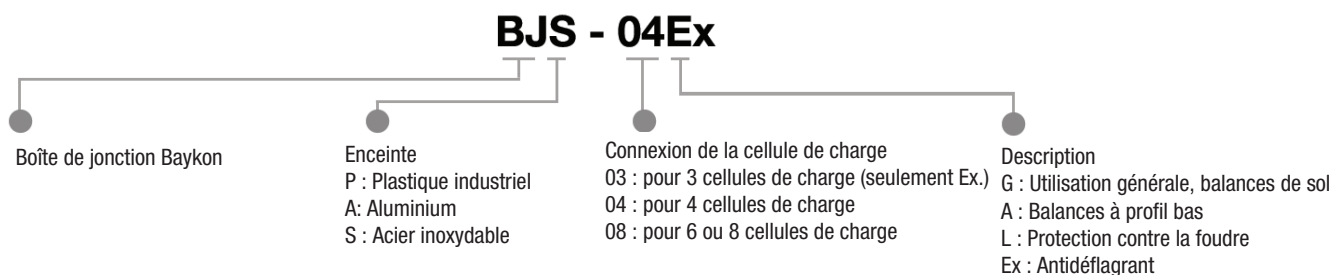 BJS - 04Ex
Boîte de jonction Baykon
Enceinte
P : Plastique industriel
A: Aluminium
S : Acier inoxydable
Connexion de la cellule de charge
03 : pour 3 cellules de charge (seulement Ex.)
04 : pour 4 cellules de charge
08 : pour 6 ou 8 cellules de charge
Description
G : Utilisation générale, balances de sol
A : Balances à profil bas
L : Protection contre la foudre
Ex : Antidéflagrant